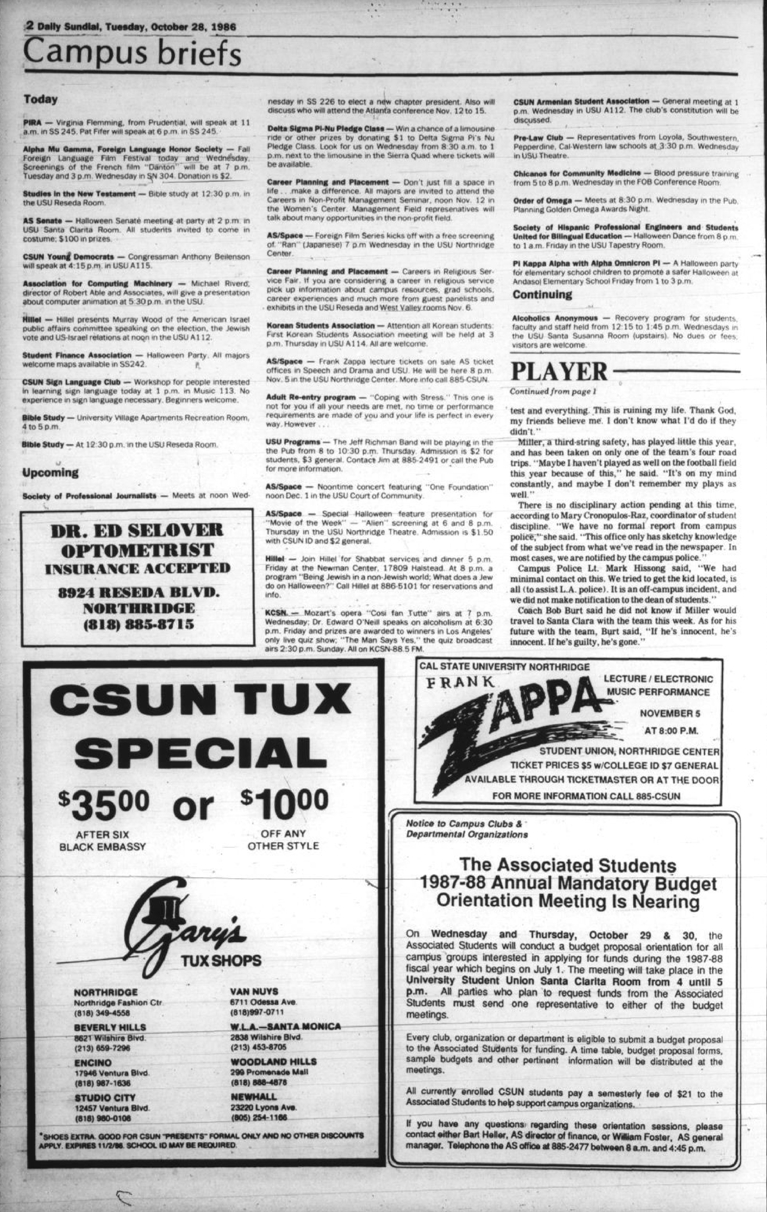 2 Daily Sundial, Tuesday, October 28, 1986
Campus briefs
Today
PIRA — Virginia Flemming, from Prudential, will speak at 11
a.m. in SS 245. Pat Fifer will speak at 6 p.m. in SS 245.
Alpha Mu Gamma, Foreign Language Honor Society — Fall
Foreign Language Film Festival today and Wednesday.
Screenings of the French film "Danton" will be at 7 p.m.
Tuesday and 3 p.m. Wednesday in SN 304. Donation is $2.
Studies in the New Testament — Bible study at 12:30 p.m. in
the USU Reseda Room.
AS Senate — Halloween Senate meeting at party at 2 p.m. in
USU Santa Clarita Room. All students invited to come in
costume; $100 in prizes.
CSUN Young Democrats — Congressman Anthony Beilenson
will speak at 4:15 p.m. in USU A115.
Association for Computing Machinery — Michael Riverd,
director of Robert Able and Associates, will give a presentation
about computer animation at 5:30 p.m. in the USU.
Hillel — Hillel presents Murray Wood of the American Israel
public affairs committee speaking on the election, the Jewish
vote and US-Israel relations at noon in the USU A112.
Student Finance Association — Halloween Party. All majors
welcome maps available in SS242.
CSUN Sign Language Club — Workshop for people interested
in learning sign language today at 1 p.m. in Music 113. No
experience in sign language necessary. Beginners welcome.
Bible Study — University Village Apartments Recreation Room,
4 to 5 p.m.
Bible Study — At 12:30 p.m. in the USU Reseda Room.
Upcoming
Society of Professional Journalists — Meets at noon Wed-
nesday in SS 226 to elect a new chapter president. Also will
discuss who will attend the Atlanta conference Nov. 12 to 15.
Delta Sigma Pi-Nu Pledge Class — Win a chance of a limousine
ride or other prizes by donating $1 to Delta Sigma Pi's Nu
Pledge Class. Look for us on Wednesday from 8:30 a.m. to 1
p.m. next to the limousine in the Sierra Quad where tickets will
be available.
Career Planning and Placement — Don't just fill a space in
life . . . make a difference. All majors are invited to attend the
Careers in Non-Profit Management Seminar, noon Nov. 12 in
the Women's Center. Management Field represenatives will
talk about many opportunities in the non-profit field.
AS/Space — Foreign Film Series kicks off with a free screening
of "Ran" (Japanese) 7 p.m Wednesday in the USU Northridge
Center.
Career Planning and Placement — Careers in Religious Ser-
vice Fair. If you are considering a career in religious service
pick up information about campus resources, grad schools,
career experiences and much more from guest panelists and
exhibits in the USU Reseda and West Valley rooms Nov. 6.
Korean Students Association — Attention all Korean students:
First Korean Students Association meeting will be held at 3
p.m. Thursday in USU A114. All are welcome.
AS/Space — Frank Zappa lecture tickets on sale AS ticket
offices in Speech and Drama and USU. He will be here 8 p.m.
Nov. 5 in the USU Northridge Center. More info call 885-CSUN.
Adult Re-entry program — "Coping with Stress." This one is
not for you if all your needs are met, no time or performance
requirements are made of you and your life is perfect in every
way. However . . .
USU Programs — The Jeff Richman Band will be playing in the
the Pub from 8 to 10:30 p.m. Thursday. Admission is $2 for
students, $3 general. Contact Jim at 885-2491 or call the Pub
for more information.
AS/Space — Noontime concert featuring "One Foundation"
noon Dec. 1 in the USU Court of Community.
AS/Space — Special Halloween feature presentation for
"Movie of the Week" — "Alien" screening at 6 and 8 p.m.
Thursday in the USU Northridge Theatre. Admission is $1.50
with CSUN ID and $2 general.
Hillel — Join Hillel for Shabbat services and dinner 5 p.m.
Friday at the Newman Center, 17809 Halstead. At 8 p.m. a
program "Being Jewish in a non-Jewish world; What does a Jew
do on Halloween?" Call Hillel at 886-5101 for reservations and
info.
KCSN — Mozart's opera "Cosi fan Tutte" airs at 7 p.m.
Wednesday; Dr. Edward O'Neill speaks on alcoholism at 6:30
p.m. Friday and prizes are awarded to winners in Los Angeles'
only live quiz show; "The Man Says Yes," the quiz broadcast
airs 2:30 p.m. Sunday. All on KCSN-88.5 FM.
CSUN Armenian Student Association — General meeting at 1
p.m. Wednesday in USU A112. The club's constitution will be
discussed.
Pre-Law Club — Representatives from Loyola, Southwestern,
Pepperdine, Cal-Western law schools at 3:30 p.m. Wednesday
in USU Theatre.
Chicanos for Community Medicine — Blood pressure training
from 5 to 8 p.m. Wednesday in the FOB Conference Room.
Order of Omega — Meets at 8:30 p.m. Wednesday in the Pub.
Planning Golden Omega Awards Night.
Society of Hispanic Professional Engineers and Students
United for Bilingual Education — Halloween Dance from 8 p.m.
to 1 a.m. Friday in USU Tapestry Room.
Pi Kappa Alpha with Alpha Omnicron Pi — A Halloween party
for elementary school children to promote a safer Halloween at
Andasol Elementary School Friday from 1 to 3 p.m.
Continuing
Alcoholics Anonymous — Recovery program for students,
faculty and staff held from 12:15 to 1:45 p.m. Wednesdays in
the USU Santa Susanna Room (upstairs). No dues or fees,
visitors are welcome.
PLAYER
Continued from page 1
test and everything. This is ruining my life. Thank God,
my friends believe me. I don't know what I'd do if they
didn't."
Miller, a third-string safety, has played little this year,
and has been taken on only one of the team's four road
trips. "Maybe I haven't played as well on the football field
this year because of this," he said. "It's on my mind
constantly, and maybe I don't remember my plays as
well."
There is no disciplinary action pending at this time,
according to Mary Cronopulos-Raz, coordinator of student
discipline. "We have no formal report from campus
police," she said. "This office only has sketchy knowledge
of the subject from what we've read in the newspaper. In
most cases, we are notified by the campus police."
Campus Police Lt. Mark Hissong said, "We had
minimal contact on this. We tried to get the kid located, is
all (to assist L.A. police). It is an off-campus incident, and
we did not make notification to the dean of students."
Coach Bob Burt said he did not know if Miller would
travel to Santa Clara with the team this week. As for his
future with the team, Burt said, "If he's innocent, he's
innocent. If he's guilty, he's gone."
DR. ED SELOVER
OPTOMETRIST
INSURANCE ACCEPTED
8924 RESEDA BLVD.
NORTHRIDGE
(818) 885-8715
CSUN TUX
SPECIAL
$3500 or $1000
AFTER SIX
BLACK EMBASSY
OFF ANY
OTHER STYLE
Gary's
TUX SHOPS
NORTHRIDGE
Northridge Fashion Ctr.
(818) 349-4558
BEVERLY HILLS
8621 Wilshire Blvd.
(213) 659-7296
ENCINO
17946 Ventura Blvd.
(818) 987-1636
STUDIO CITY
12457 Ventura Blvd.
(818) 980-0106
VAN NUYS
6711 Odessa Ave.
(818)997-0711
W.L.A.—SANTA MONICA
2838 Wilshire Blvd.
(213) 453-8705
WOODLAND HILLS
299 Promenade Mall
(818) 888-4878
NEWHALL
23220 Lyons Ave.
(805) 254-1166
*SHOES EXTRA. GOOD FOR CSUN "PRESENTS" FORMAL ONLY AND NO OTHER DISCOUNTS
APPLY. EXPIRES 11/2/86. SCHOOL ID MAY BE REQUIRED.
CAL STATE UNIVERSITY NORTHRIDGE
FRANK
ZAPPA
LECTURE / ELECTRONIC
MUSIC PERFORMANCE
NOVEMBER 5
AT 8:00 P.M.
STUDENT UNION, NORTHRIDGE CENTER
TICKET PRICES $5 w/COLLEGE ID $7 GENERAL
AVAILABLE THROUGH TICKETMASTER OR AT THE DOOR
FOR MORE INFORMATION CALL 885-CSUN
Notice to Campus Clubs &
Departmental Organizations
The Associated Students
1987-88 Annual Mandatory Budget
Orientation Meeting Is Nearing
On Wednesday and Thursday, October 29 & 30, the
Associated Students will conduct a budget proposal orientation for all
campus groups interested in applying for funds during the 1987-88
fiscal year which begins on July 1. The meeting will take place in the
University Student Union Santa Clarita Room from 4 until 5
p.m. All parties who plan to request funds from the Associated
Students must send one representative to either of the budget
meetings.
Every club, organization or department is eligible to submit a budget proposal
to the Associated Students for funding. A time table, budget proposal forms,
sample budgets and other pertinent information will be distributed at the
meetings.
All currently enrolled CSUN students pay a semesterly fee of $21 to the
Associated Students to help support campus organizations.
If you have any questions regarding these orientation sessions, please
contact either Bart Heller, AS director of finance, or William Foster, AS general
manager. Telephone the AS office at 885-2477 between 8 a.m. and 4:45 p.m.